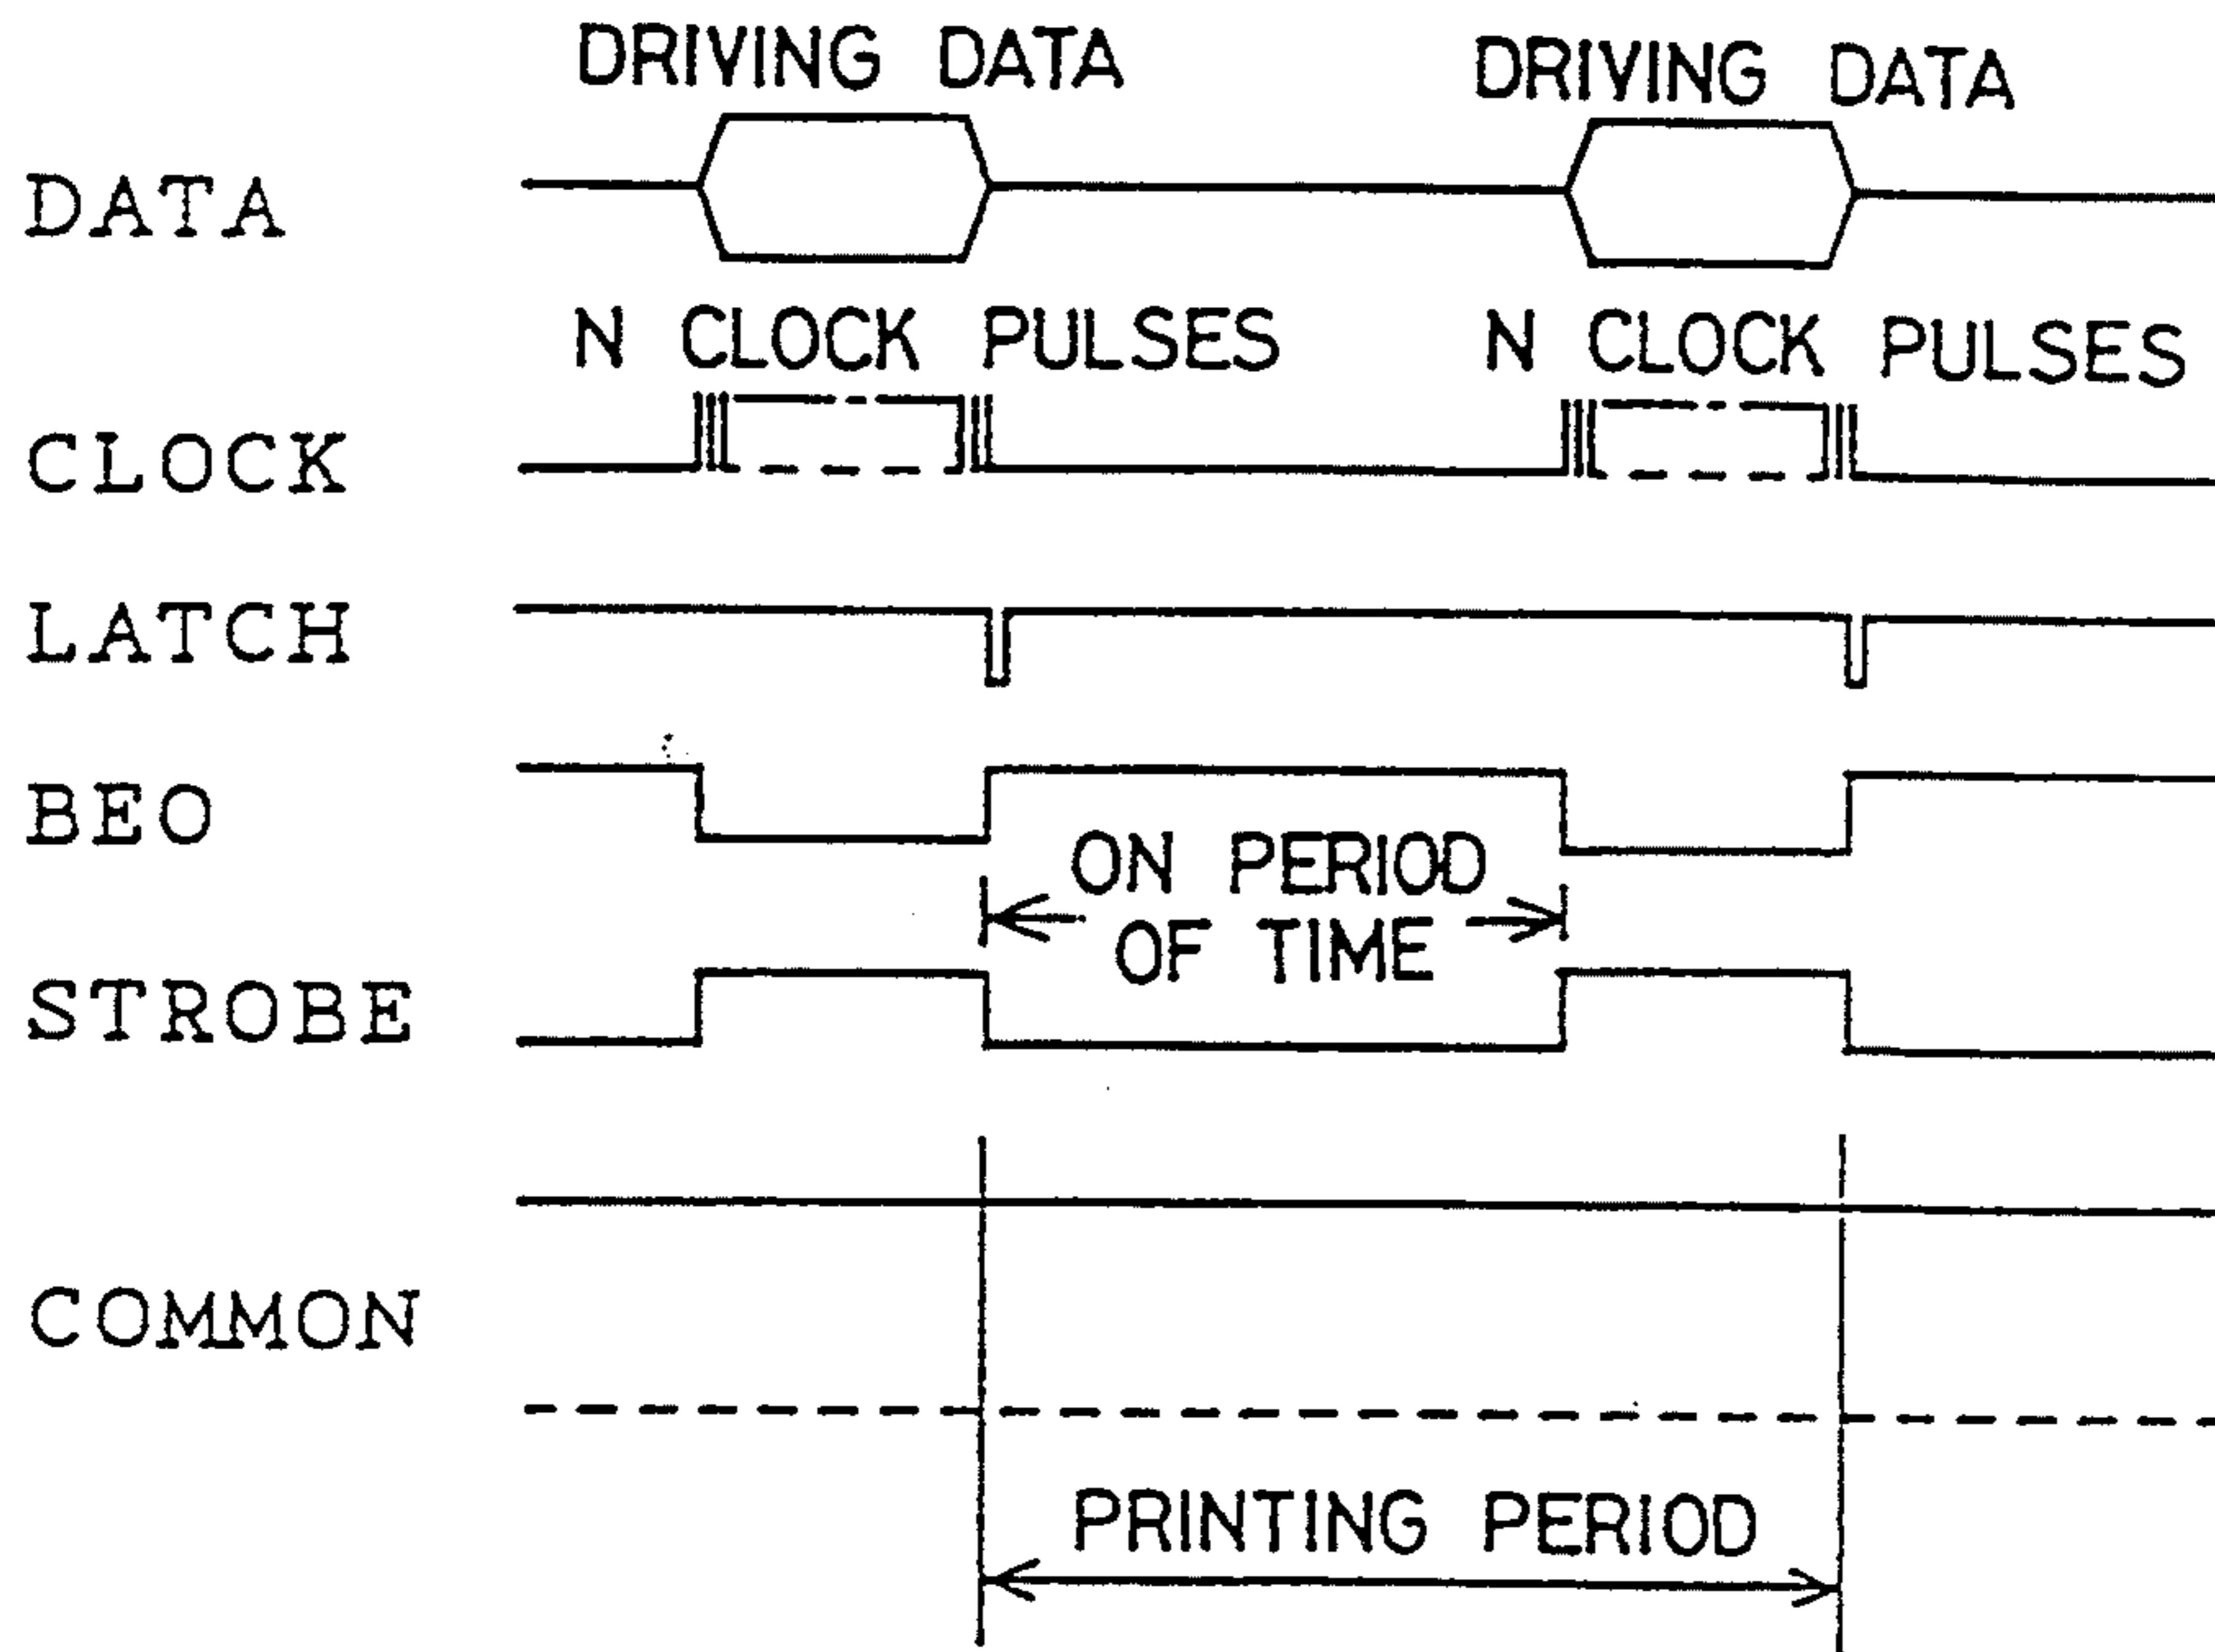 DRIVING DATA DRIVING DATA
DATA
N CLOCK PULSES N CLOCK PULSES
CLOCK
LATCH
BEO
ON PERIOD
OF TIME
STROBE
COMMON
PRINTING PERIOD